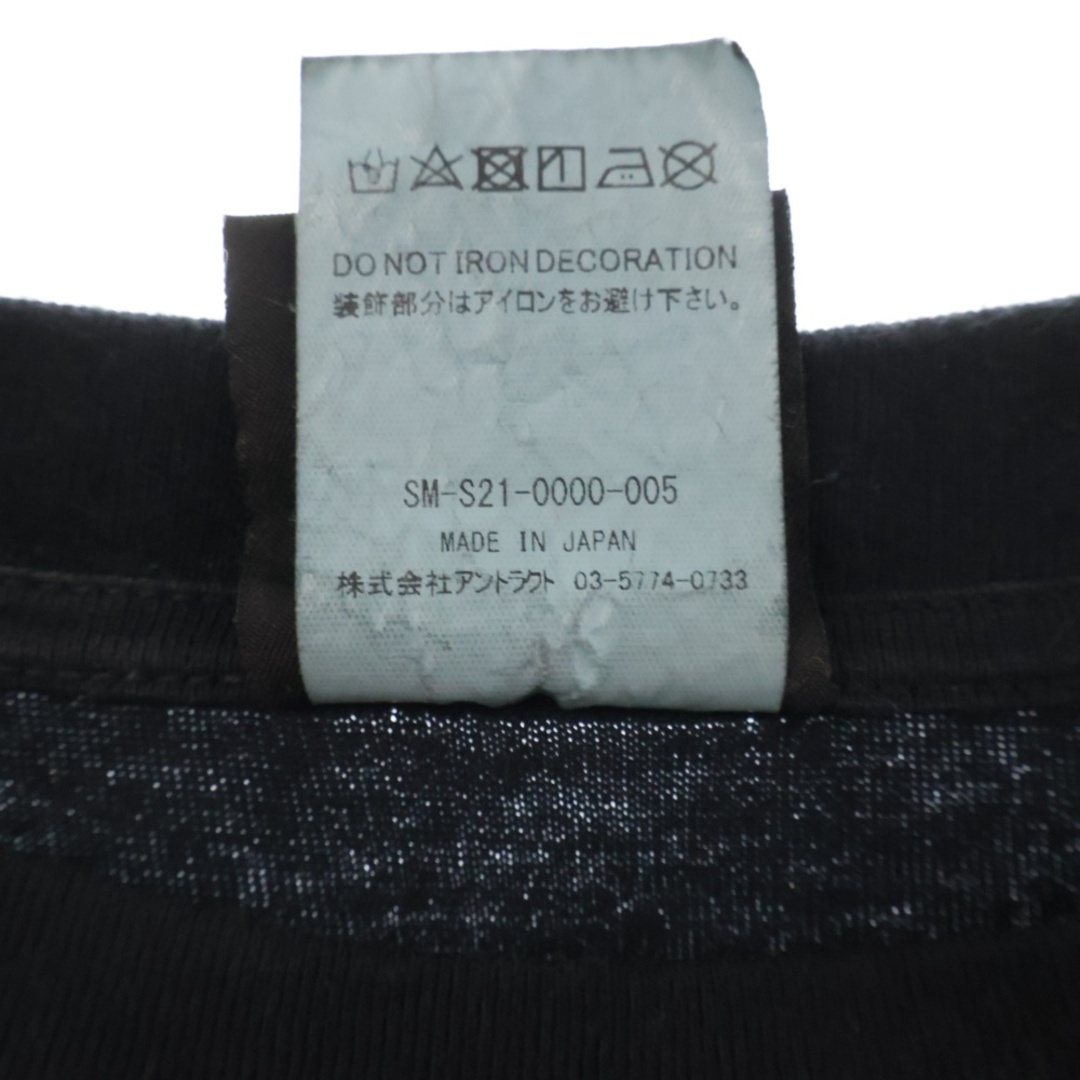 DO NOT IRON DECORATION
装飾部分はアイロンをお避け下さい。
SM-S21-0000-005
MADE IN JAPAN
株式会社アントラクト 03-5774-0733